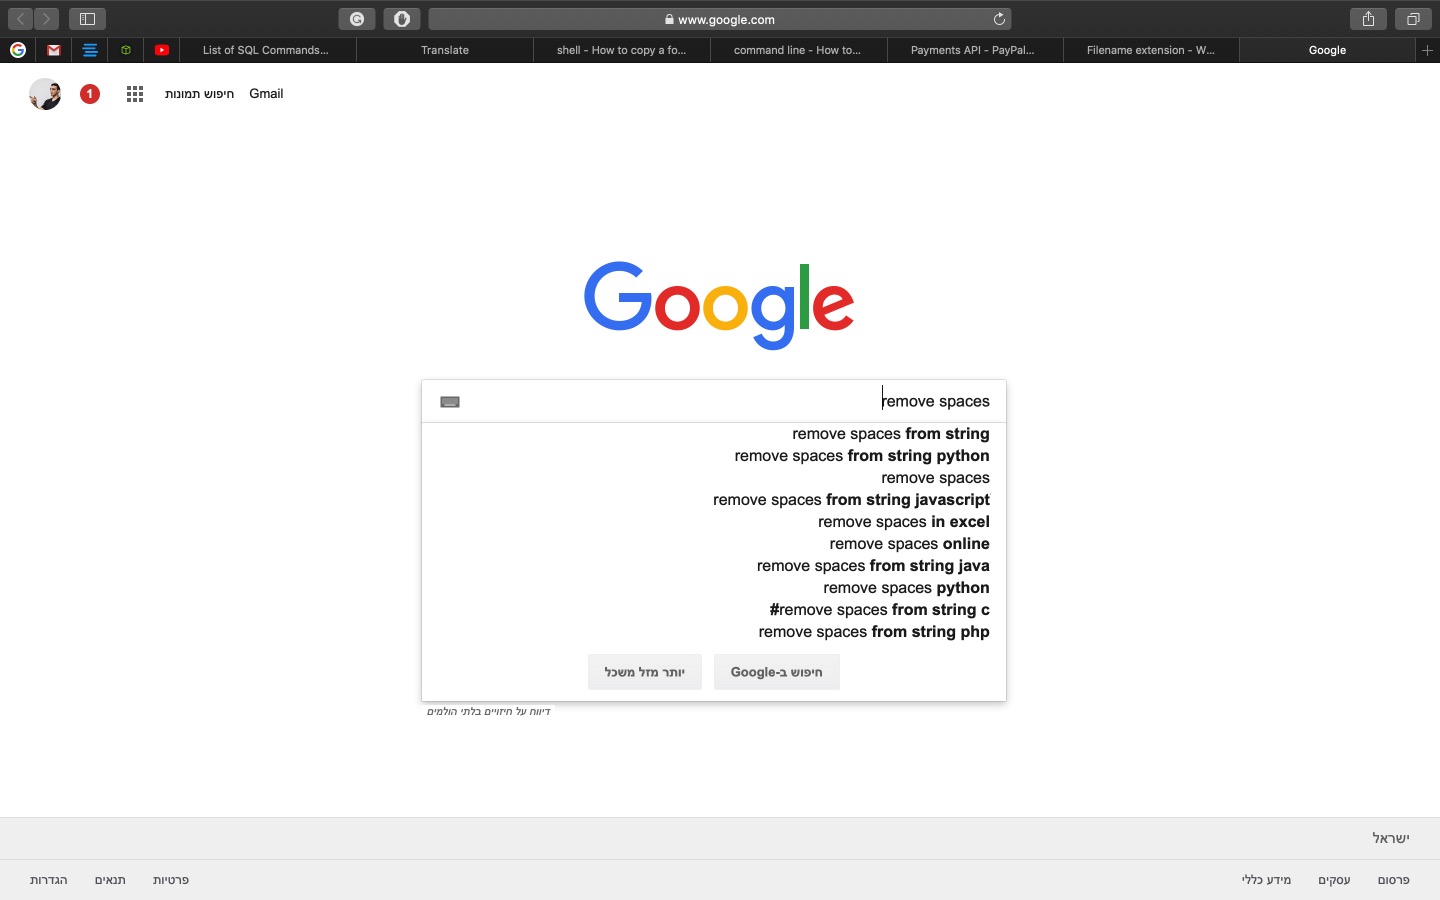 www.google.com
List of SQL Commands...
Translate
shell - How to copy a fo...
command line - How to...
Payments API - PayPal...
Filename extension - W...
Google
1
חיפוש תמונות
Gmail
Google
remove spaces
remove spaces from string
remove spaces from string python
remove spaces
remove spaces from string javascript
remove spaces in excel
remove spaces online
remove spaces from string java
remove spaces python
#remove spaces from string c
remove spaces from string php
חיפוש ב-Google
יותר מזל משכל
דיווח על חיזויים בלתי הולמים
ישראל
פרסום
עסקים
מידע כללי
פרטיות
תנאים
הגדרות